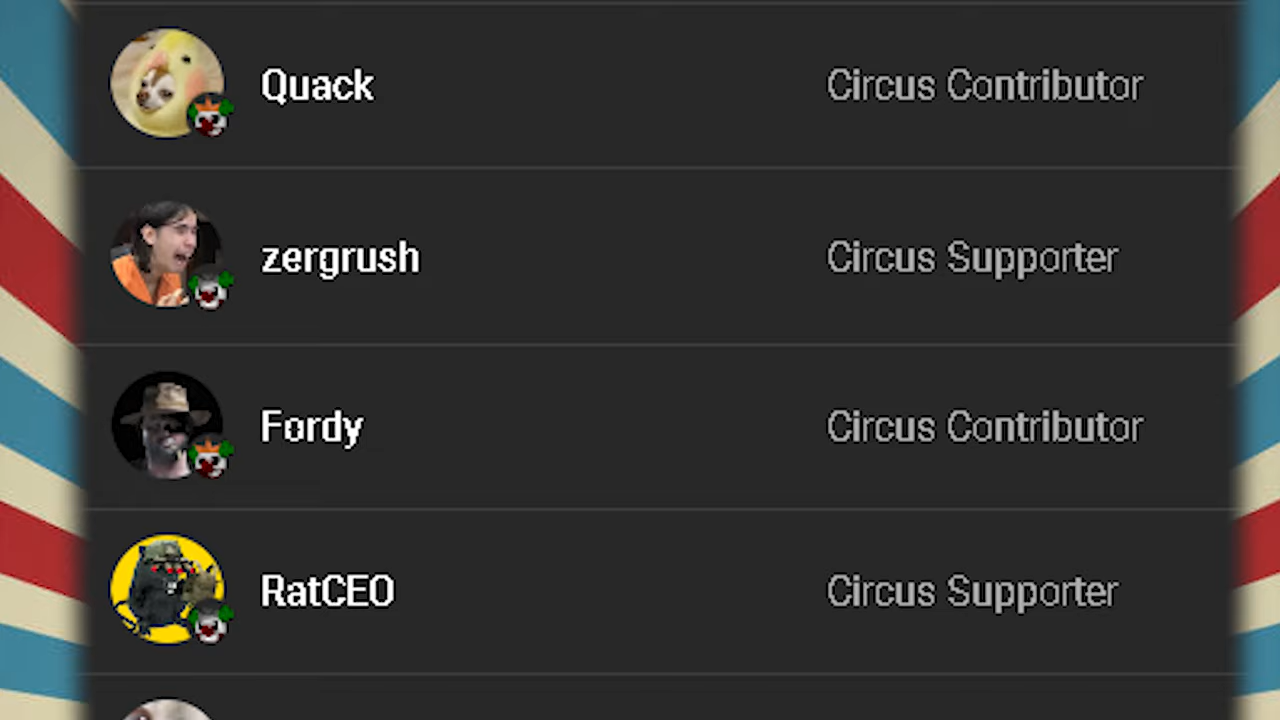 Quack Circus Contributor
zergrush Circus Supporter
Fordy Circus Contributor
RatCEO Circus Supporter